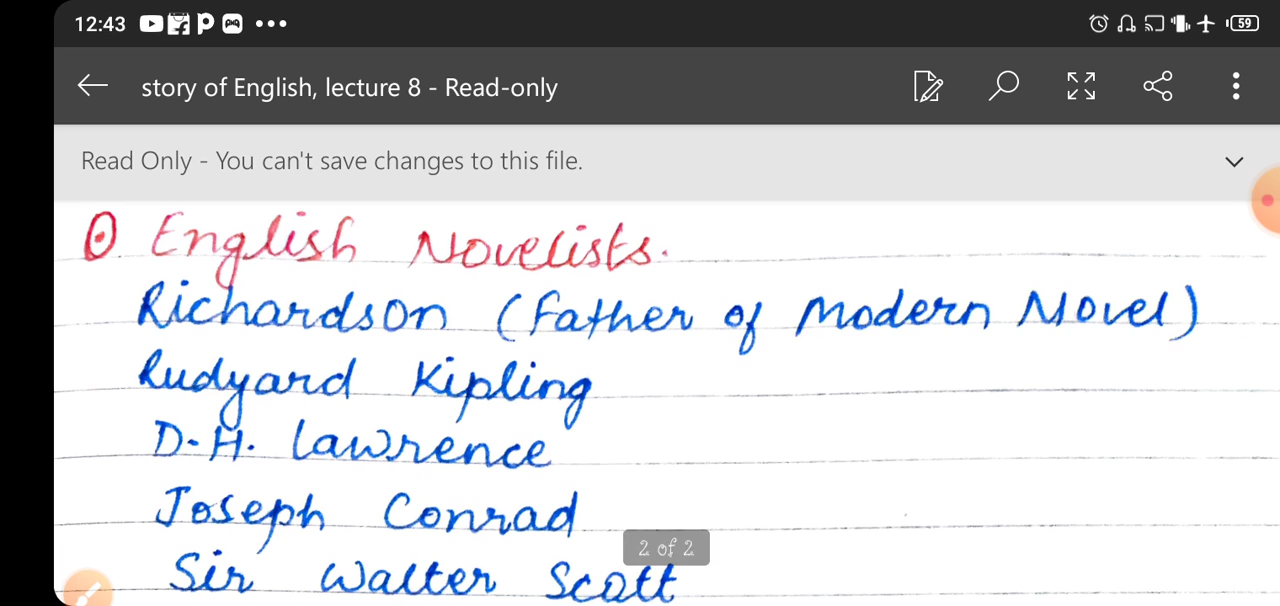 12:43 59
story of English, lecture 8 - Read-only
Read Only - You can't save changes to this file.
English Novelists.
Richardson (Father of Modern Novel)
Rudyard Kipling
D. H. Lawrence
Joseph Conrad
2 of 2
Sir Walter Scott